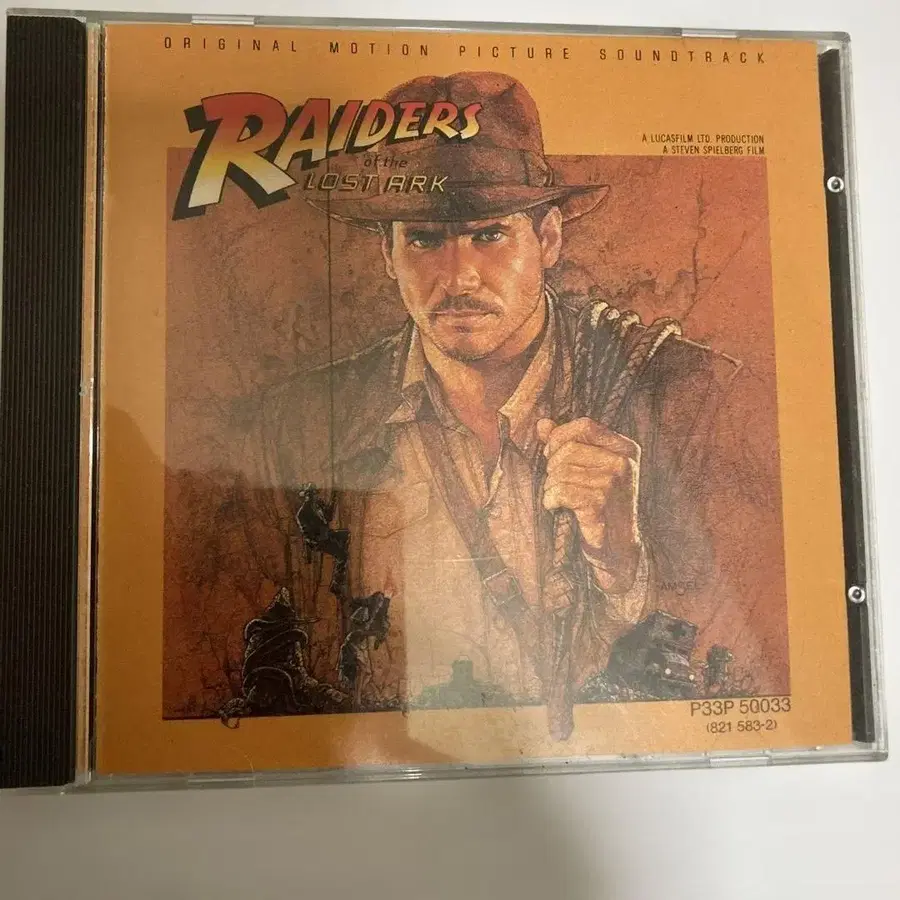 ORIGINAL MOTION PICTURE SOUNDTRACK
RAIDERS
of the
LOST ARK
A LUCASFILM LTD. PRODUCTION
A STEVEN SPIELBERG FILM
AMSEL
P33P 50033
(821 583-2)